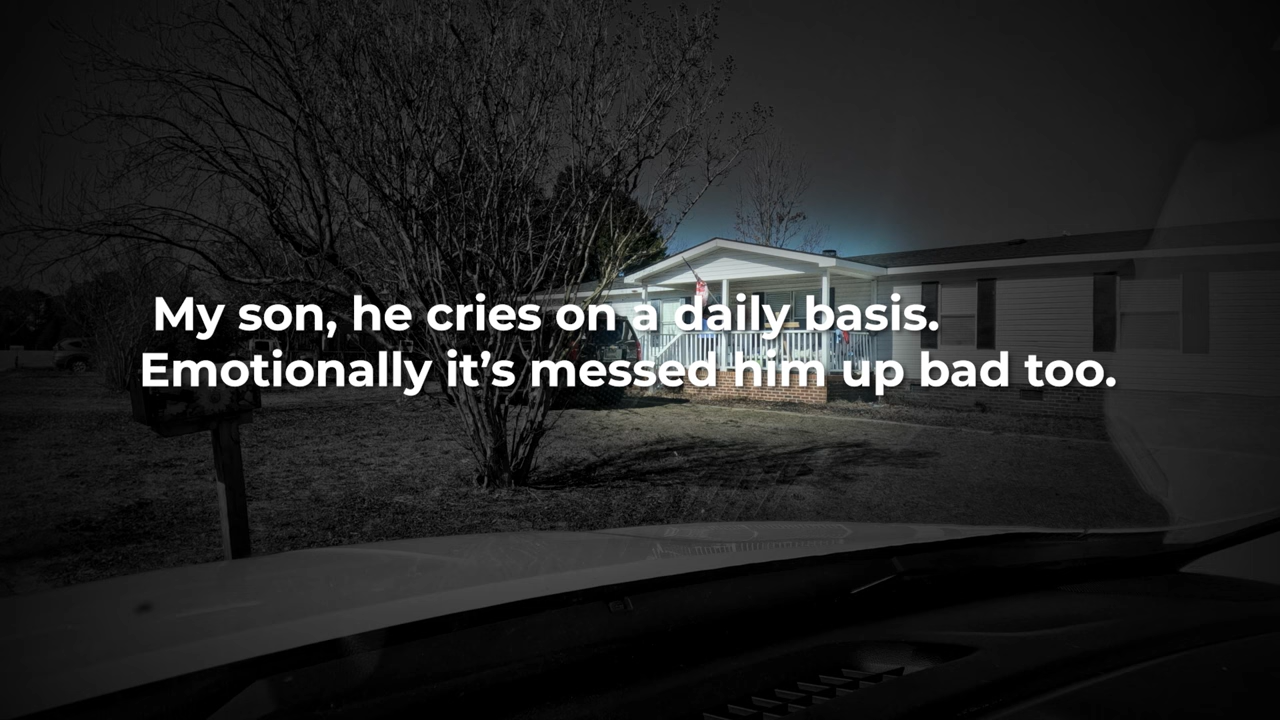 My son, he cries on a daily basis.
Emotionally it’s messed him up bad too.